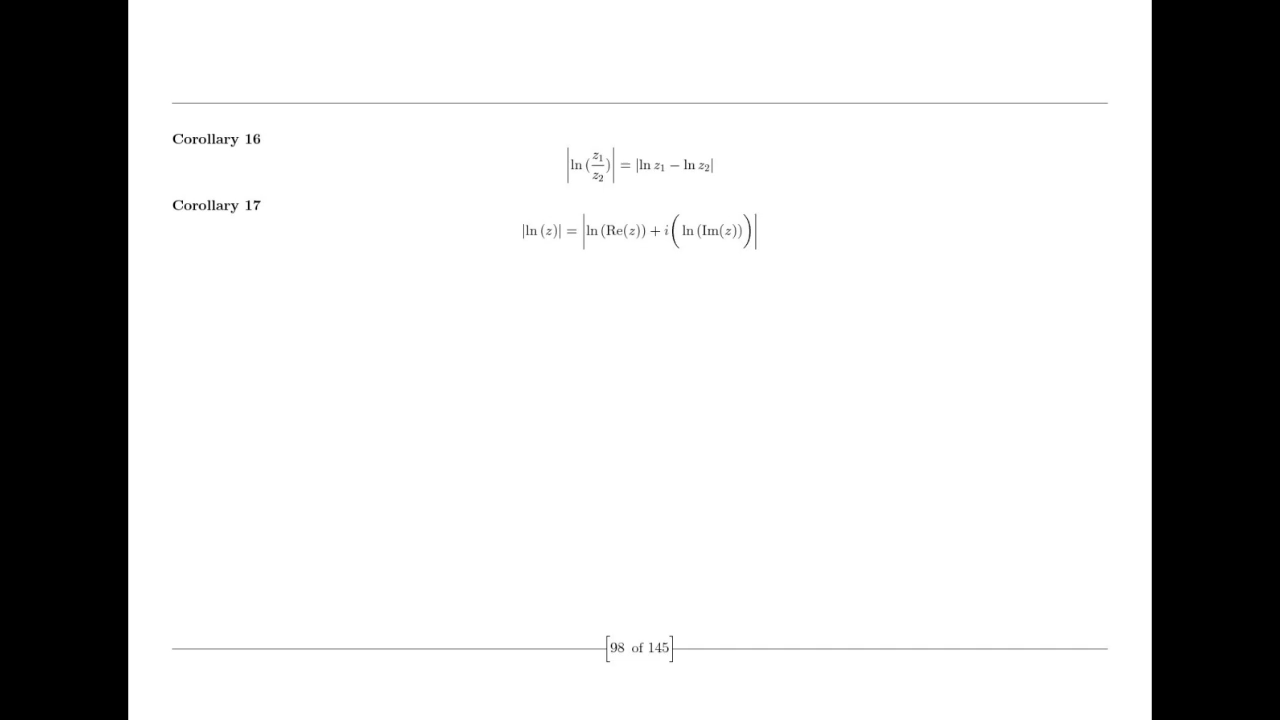 Corollary 16
|ln (z₁/z₂)| = |ln z₁ − ln z₂|
Corollary 17
|ln (z)| = |ln (Re(z)) + i( ln (Im(z)))|
[98 of 145]